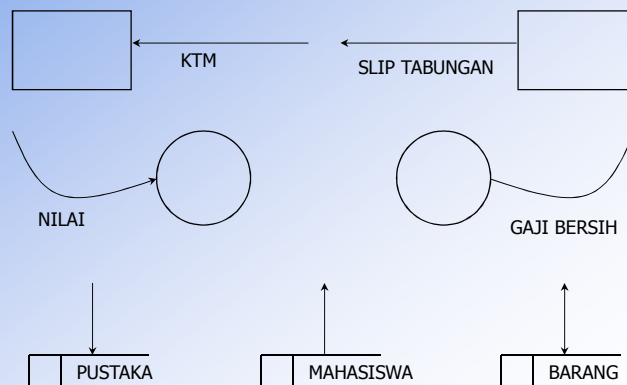 KTM
SLIP TABUNGAN
NILAI
GAJI BERSIH
PUSTAKA
MAHASISWA
BARANG